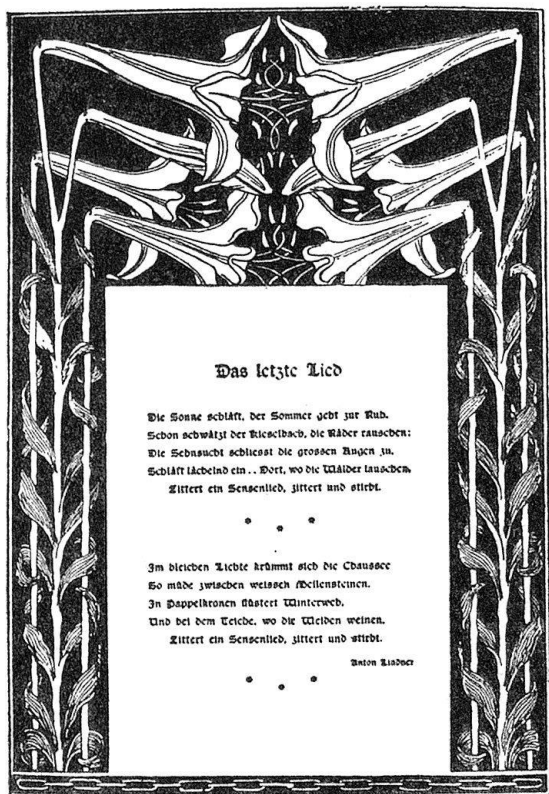 Das letzte Lied
Die Sonne schläft, der Sommer geht zur Ruh.
Schon schwätzt der Kieselbach, die Räder rauschen:
Die Sehnsucht schliesst die grossen Augen zu,
Schläft lächelnd ein . . Dort, wo die Wälder lauschen,
Zittert ein Sensenlied, zittert und stirbt.
* * *
Im bleichen Lichte krümmt sich die Chaussee
So müde zwischen weissen Meilensteinen.
In Pappelkronen flüstert Winterweh,
Und bei dem Teiche, wo die Weiden weinen,
Zittert ein Sensenlied, zittert und stirbt.
Anton Lindner
* * *